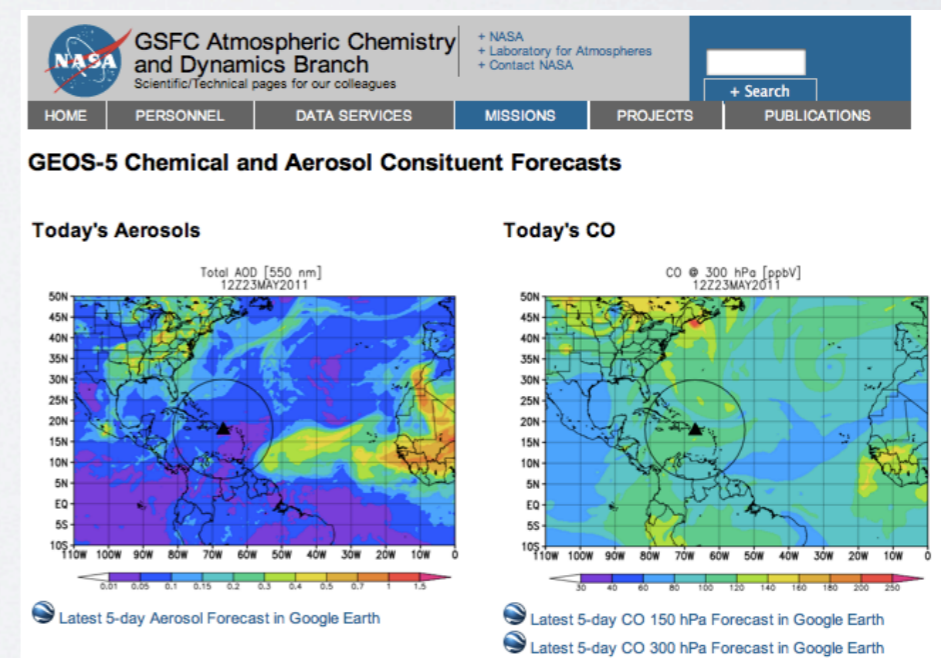 NASA
GSFC Atmospheric Chemistry
and Dynamics Branch
Scientific/Technical pages for our colleagues
+ NASA
+ Laboratory for Atmospheres
+ Contact NASA
+ Search
HOME PERSONNEL DATA SERVICES MISSIONS PROJECTS PUBLICATIONS
GEOS-5 Chemical and Aerosol Consituent Forecasts
Today's Aerosols
Total AOD [550 nm]
12Z23MAY2011
50N
45N
40N
35N
30N
25N
20N
15N
10N
5N
EQ
5S
10S
110W 100W 90W 80W 70W 60W 50W 40W 30W 20W 10W 0
0.01 0.05 0.1 0.15 0.2 0.3 0.4 0.5 0.7 1 1.5
Latest 5-day Aerosol Forecast in Google Earth
Today's CO
CO @ 300 hPa [ppbV]
12Z23MAY2011
50N
45N
40N
35N
30N
25N
20N
15N
10N
5N
EQ
5S
10S
110W 100W 90W 80W 70W 60W 50W 40W 30W 20W 10W 0
30 40 60 80 100 120 140 160 180 200 250
Latest 5-day CO 150 hPa Forecast in Google Earth
Latest 5-day CO 300 hPa Forecast in Google Earth